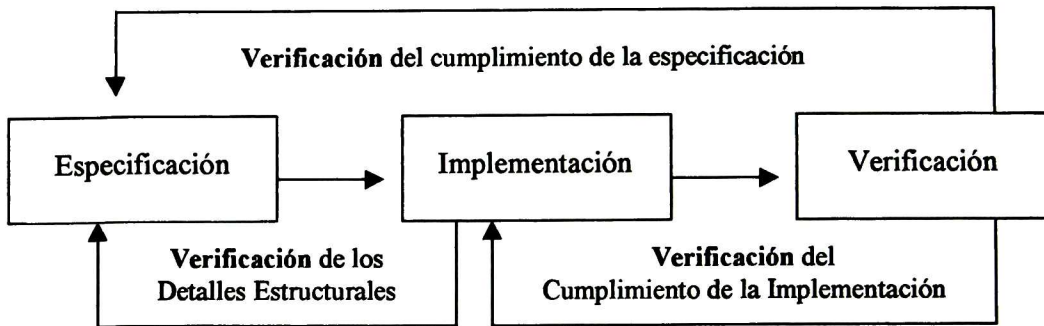 Verificación del cumplimiento de la especificación
Especificación
Implementación
Verificación
Verificación de los
Detalles Estructurales
Verificación del
Cumplimiento de la Implementación